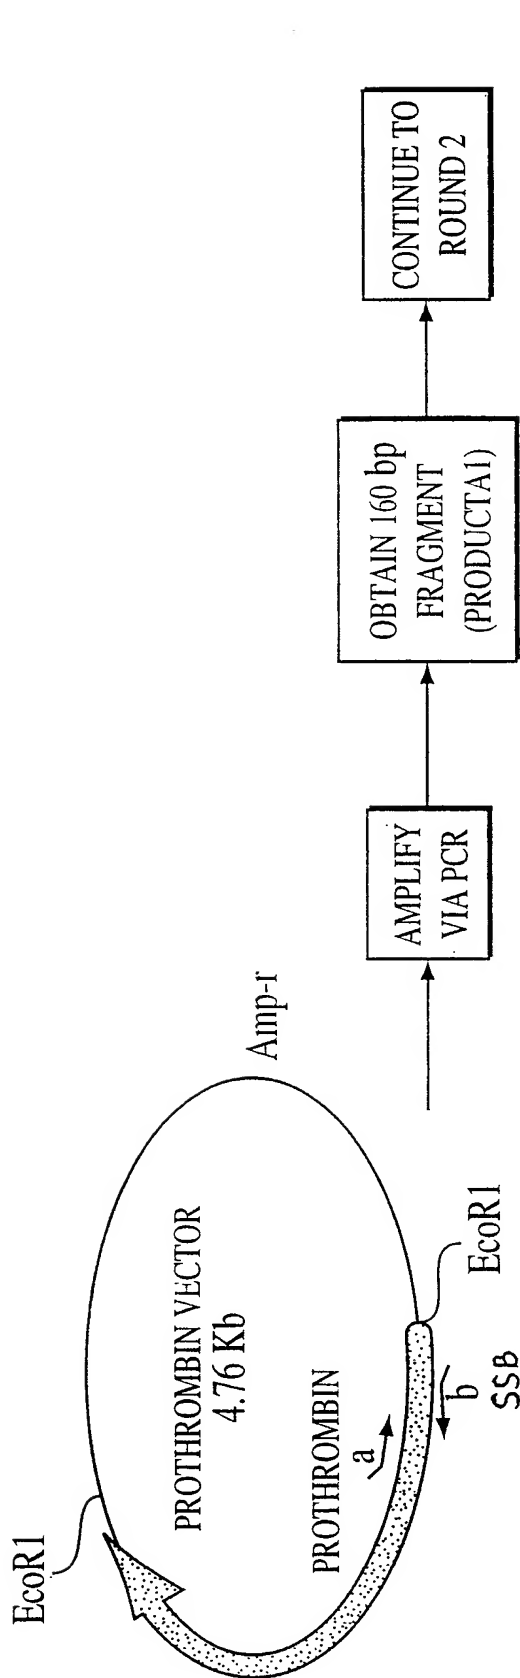 EcoR1
PROTHROMBIN VECTOR
4.76 Kb
Amp-r
PROTHROMBIN
a
b
SSB
EcoR1
AMPLIFY
VIA PCR
OBTAIN 160 bp
FRAGMENT
(PRODUCTA1)
CONTINUE TO
ROUND 2